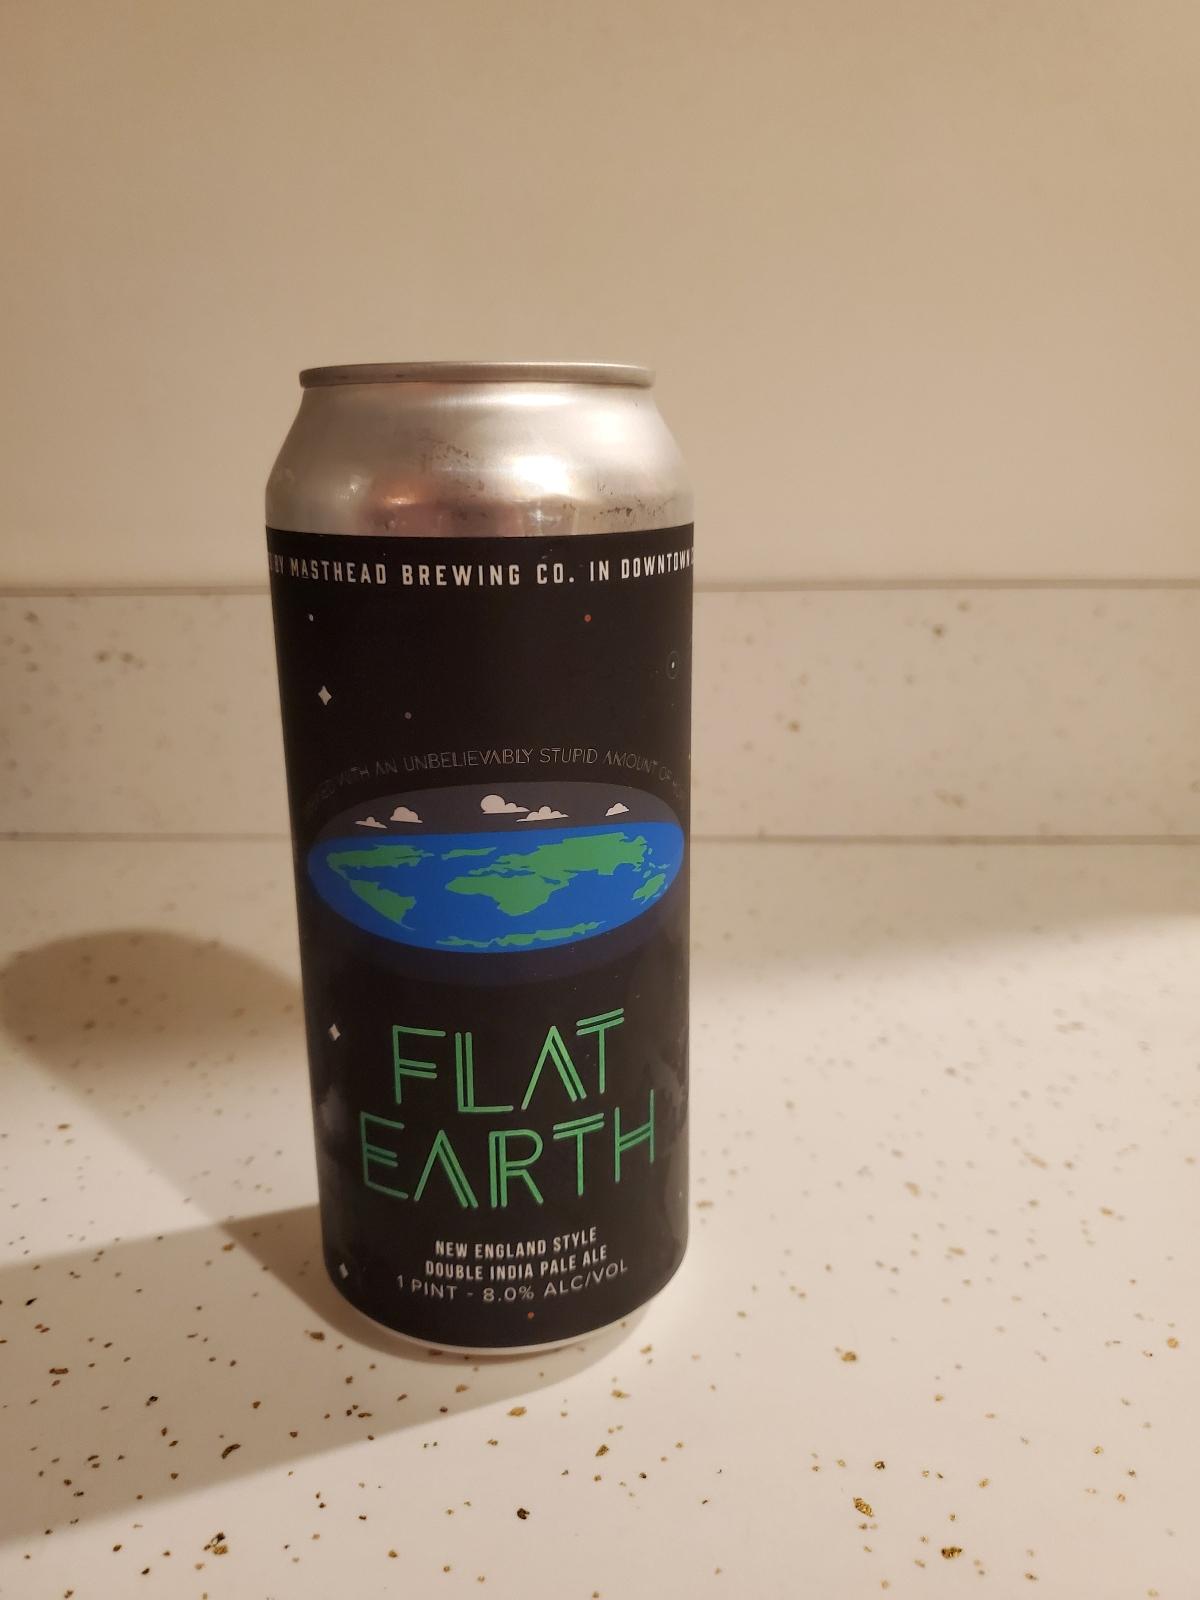 BY MASTHEAD BREWING CO. IN DOWNTOWN
WITH AN UNBELIEVABLY STUPID AMOUNT OF
FLAT
EARTH
NEW ENGLAND STYLE
DOUBLE INDIA PALE ALE
1 PINT - 8.0% ALC/VOL